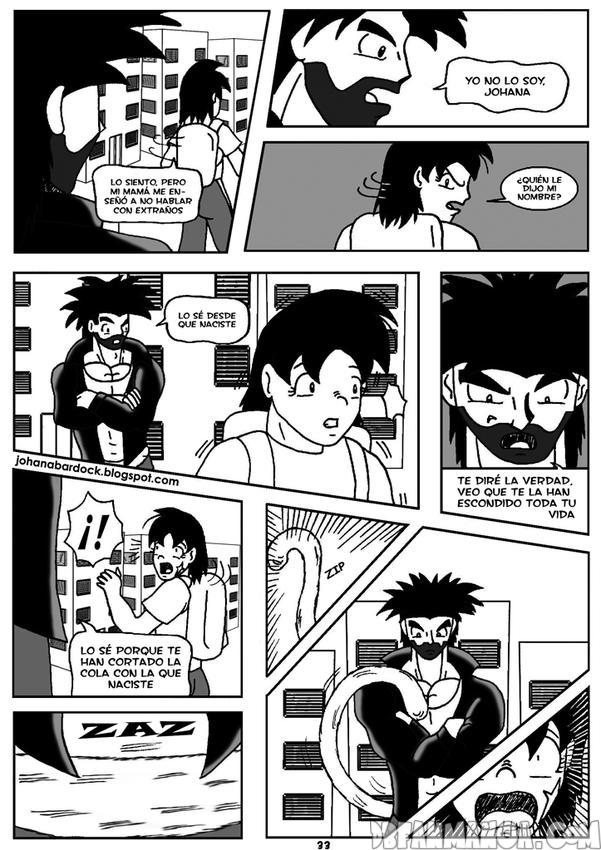 LO SIENTO, PERO
MI MAMÁ ME EN-
SEÑÓ A NO HABLAR
CON EXTRAÑOS
YO NO LO SOY,
JOHANA
¿QUIÉN LE
DIJO MI
NOMBRE?
LO SÉ DESDE
QUE NACISTE
johanabardock.blogspot.com
TE DIRÉ LA VERDAD,
VEO QUE TE LA HAN
ESCONDIDO TODA TU
VIDA
¡!
LO SÉ PORQUE TE
HAN CORTADO LA
COLA CON LA QUE
NACISTE
ZIP
ZAZ
33
DBFANMANGA.COM